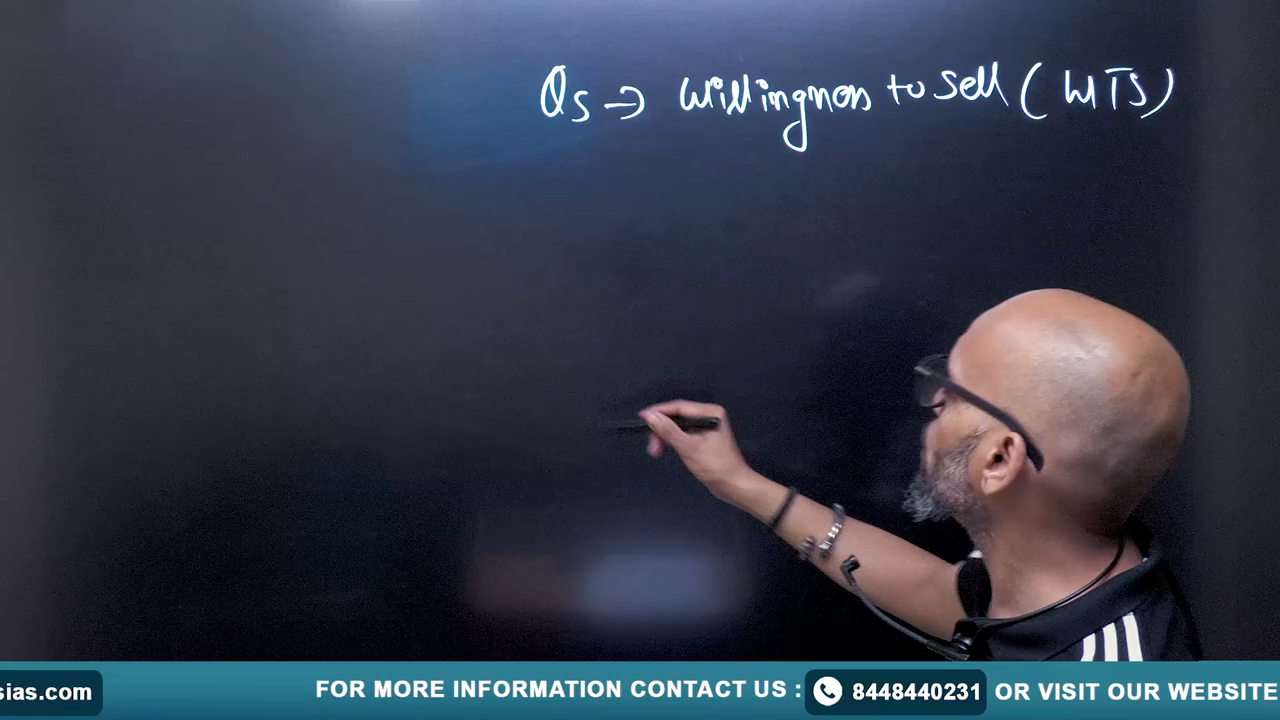 Qs → Willingness to sell (WTS)
sias.com
FOR MORE INFORMATION CONTACT US : 8448440231 OR VISIT OUR WEBSITE